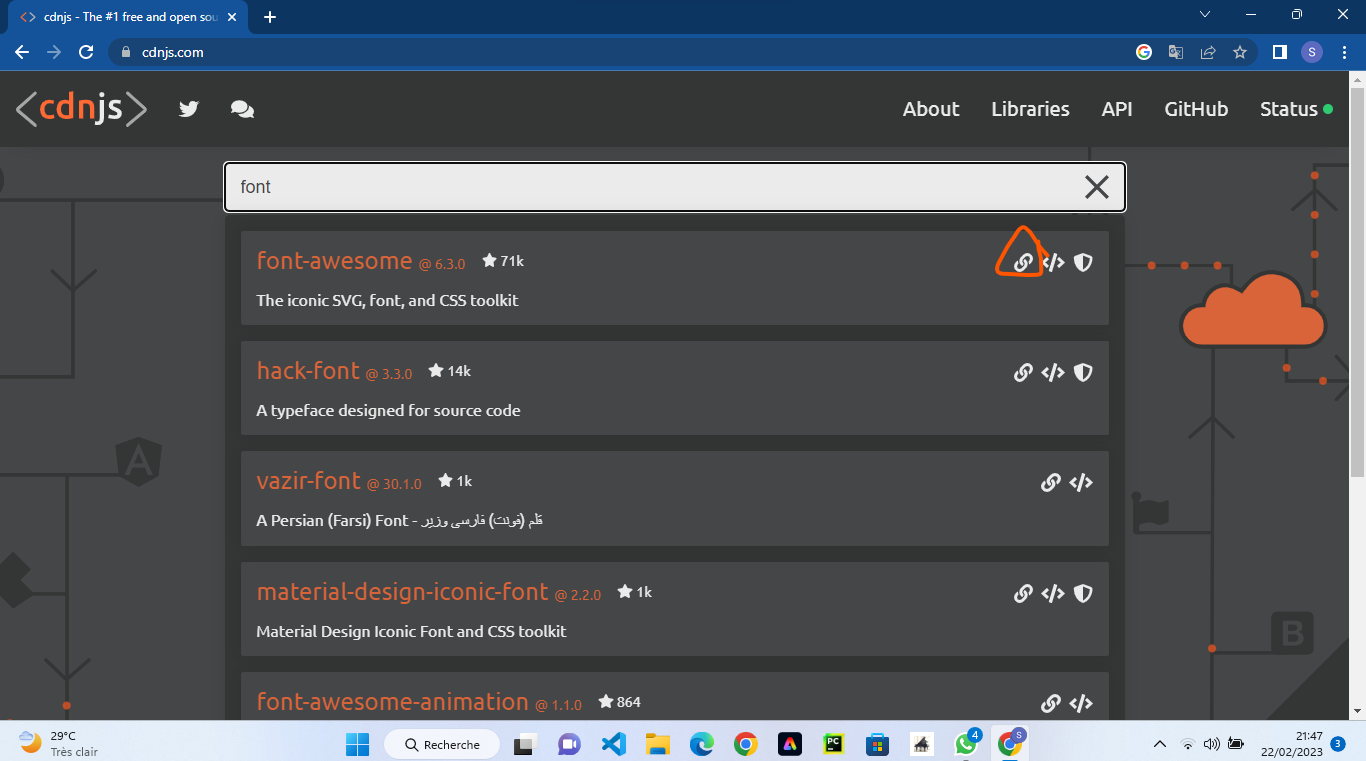 cdnjs - The #1 free and open sou
cdnjs.com
S
<cdnjs>
About Libraries API GitHub Status
font
font-awesome @ 6.3.0 71k
The iconic SVG, font, and CSS toolkit
hack-font @ 3.3.0 14k
A typeface designed for source code
vazir-font @ 30.1.0 1k
A Persian (Farsi) Font - قلم (فونت) فارسی وزیر
material-design-iconic-font @ 2.2.0 1k
Material Design Iconic Font and CSS toolkit
font-awesome-animation @ 1.1.0 864
A
B
29°C
Très clair
Recherche
PC
4
S
21:47
22/02/2023
3